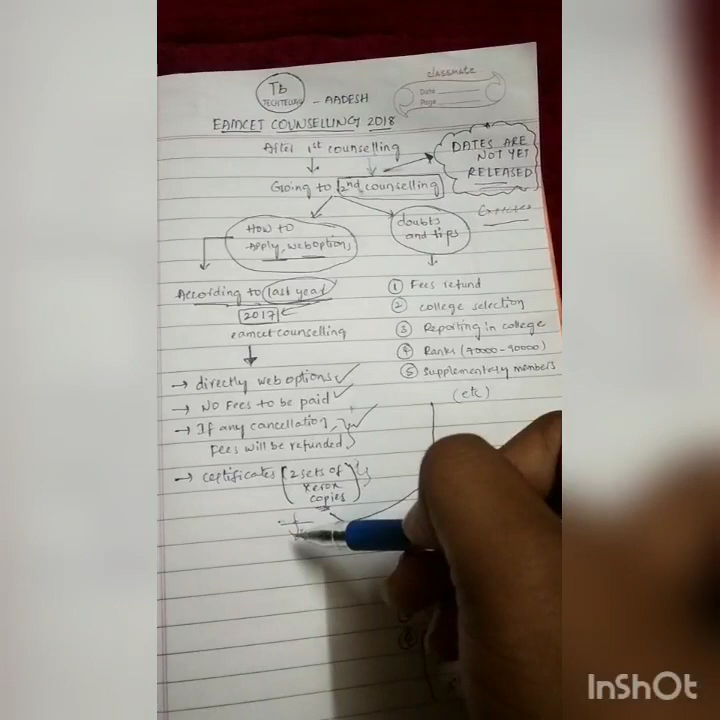 Tb
TECHTELUGU - AADESH
classmate
Date
Page
EAMCET COUNSELLING 2018
After 1st counselling
DATES ARE
NOT YET
RELEASED
Going to 2nd counselling
HOW TO
Apply, web options
doubts
and tips
According to last year
2017
eamcet counselling
→ directly web options ✓
→ NO Fees to be paid ✓
→ If any cancellation, ✓
Fees will be refunded
→ certificates [2 sets of
xerox
copies]
① Fees refund
② college selection
③ Reporting in college
④ Ranks (70000-90000)
⑤ supplementary members
(etc)
InShOt